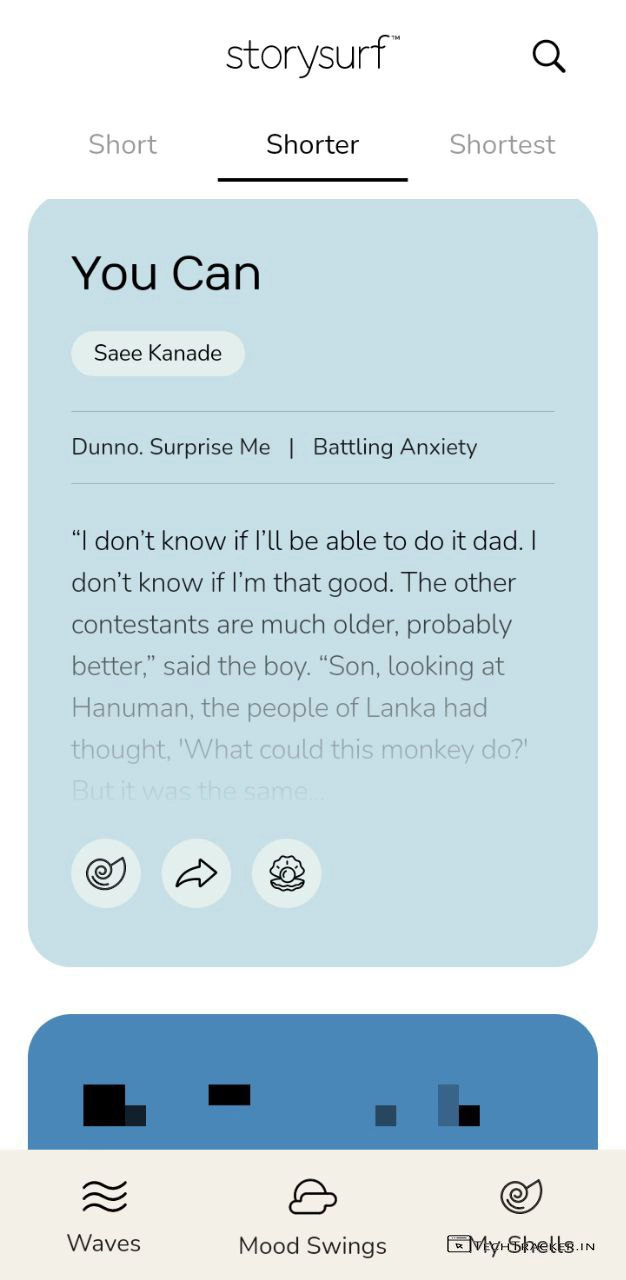 storysurf™
Short Shorter Shortest
You Can
Saee Kanade
Dunno. Surprise Me | Battling Anxiety
“I don’t know if I’ll be able to do it dad. I
don’t know if I’m that good. The other
contestants are much older, probably
better,” said the boy. “Son, looking at
Hanuman, the people of Lanka had
thought, 'What could this monkey do?'
But it was the same...
Waves Mood Swings My Shells
TECHTRACKER.IN